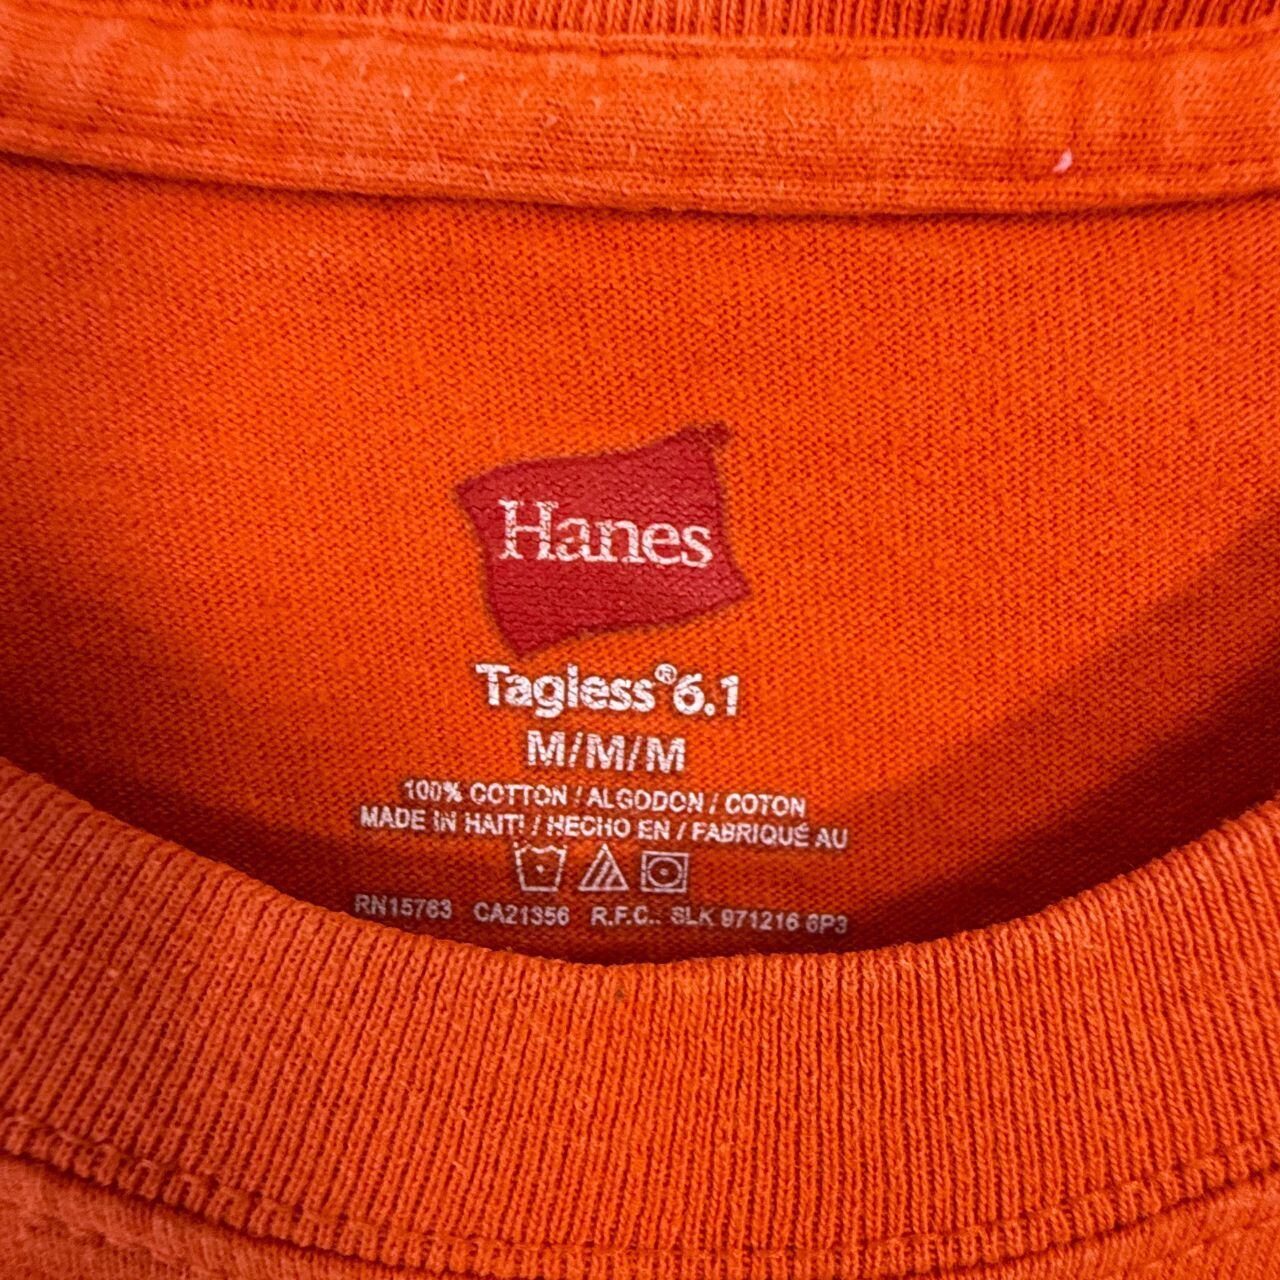 Hanes
Tagless® 6.1
M/M/M
100% COTTON / ALGODON / COTON
MADE IN HAITI / HECHO EN / FABRIQUÉ AU
RN15763 CA21356 R.F.C.. SLK 971216 6P3